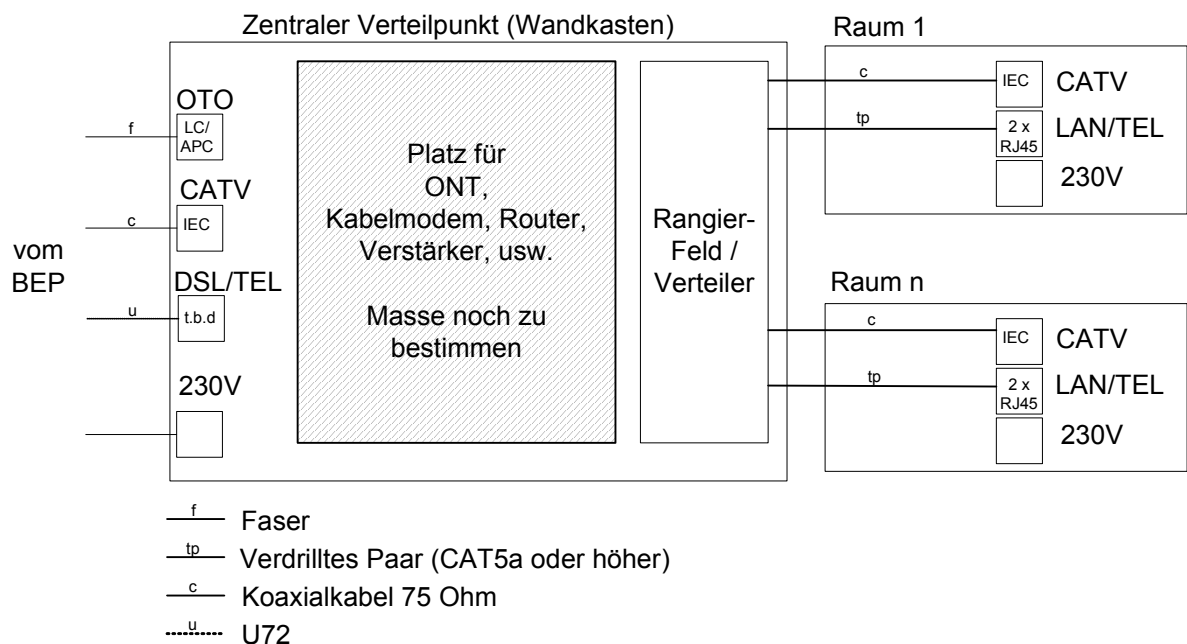 Zentraler Verteilpunkt (Wandkasten)
OTO
f
LC/
APC
CATV
c
IEC
vom
BEP
DSL/TEL
u
t.b.d
230V
Platz für
ONT,
Kabelmodem, Router,
Verstärker, usw.
Masse noch zu
bestimmen
Rangier-
Feld /
Verteiler
Raum 1
c
IEC
CATV
tp
2 x
RJ45
LAN/TEL
230V
Raum n
c
IEC
CATV
tp
2 x
RJ45
LAN/TEL
230V
f Faser
tp Verdrilltes Paar (CAT5a oder höher)
c Koaxialkabel 75 Ohm
u U72